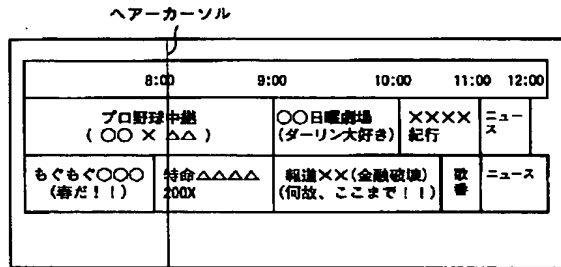 ヘアーカーソル
8:00 9:00 10:00 11:00 12:00
プロ野球中継
(○○×△△)
○○日曜劇場
(ダーリン大好き)
××××
紀行
ニュー
ス
もぐもぐ○○○
(春だ!!)
特命△△△△
200X
報道××(金融破壊)
(何故、ここまで!!)
歌
番
ニュース